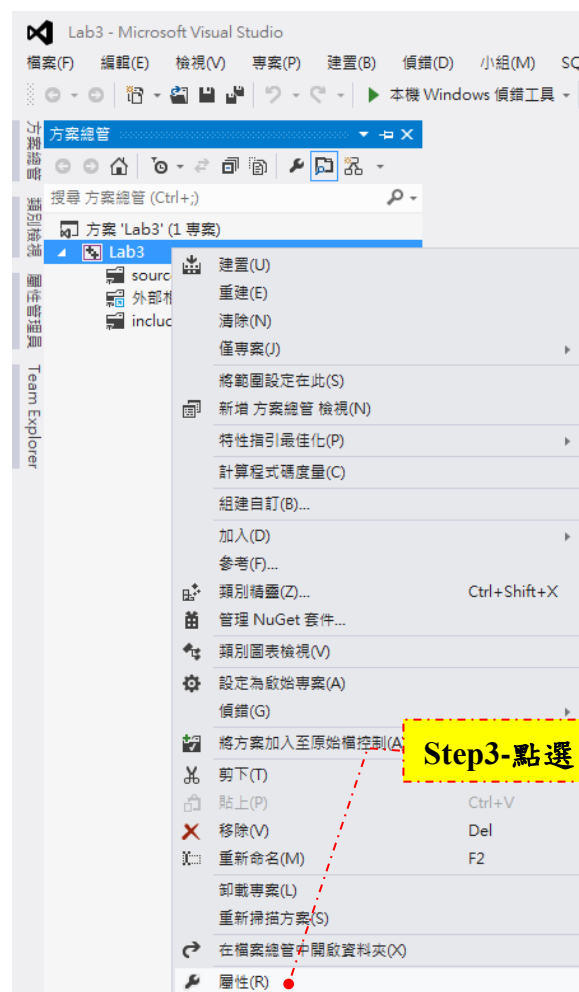 Lab3 - Microsoft Visual Studio
檔案(F) 編輯(E) 檢視(V) 專案(P) 建置(B) 偵錯(D) 小組(M) SQ
本機 Windows 偵錯工具
方案總管
方案總管
搜尋 方案總管 (Ctrl+;)
類別檢視
方案 'Lab3' (1 專案)
Lab3
sourc
外部相
includ
屬性管理員
Team Explorer
建置(U)
重建(E)
清除(N)
僅專案(J)
將範圍設定在此(S)
新增 方案總管 檢視(N)
特性指引最佳化(P)
計算程式碼度量(C)
組建自訂(B)...
加入(D)
參考(F)...
類別精靈(Z)... Ctrl+Shift+X
管理 NuGet 套件...
類別圖表檢視(V)
設定為啟始專案(A)
偵錯(G)
將方案加入至原始檔控制(A)
Step3-點選
剪下(T)
貼上(P) Ctrl+V
移除(V) Del
重新命名(M) F2
卸載專案(L)
重新掃描方案(S)
在檔案總管中開啟資料夾(X)
屬性(R)